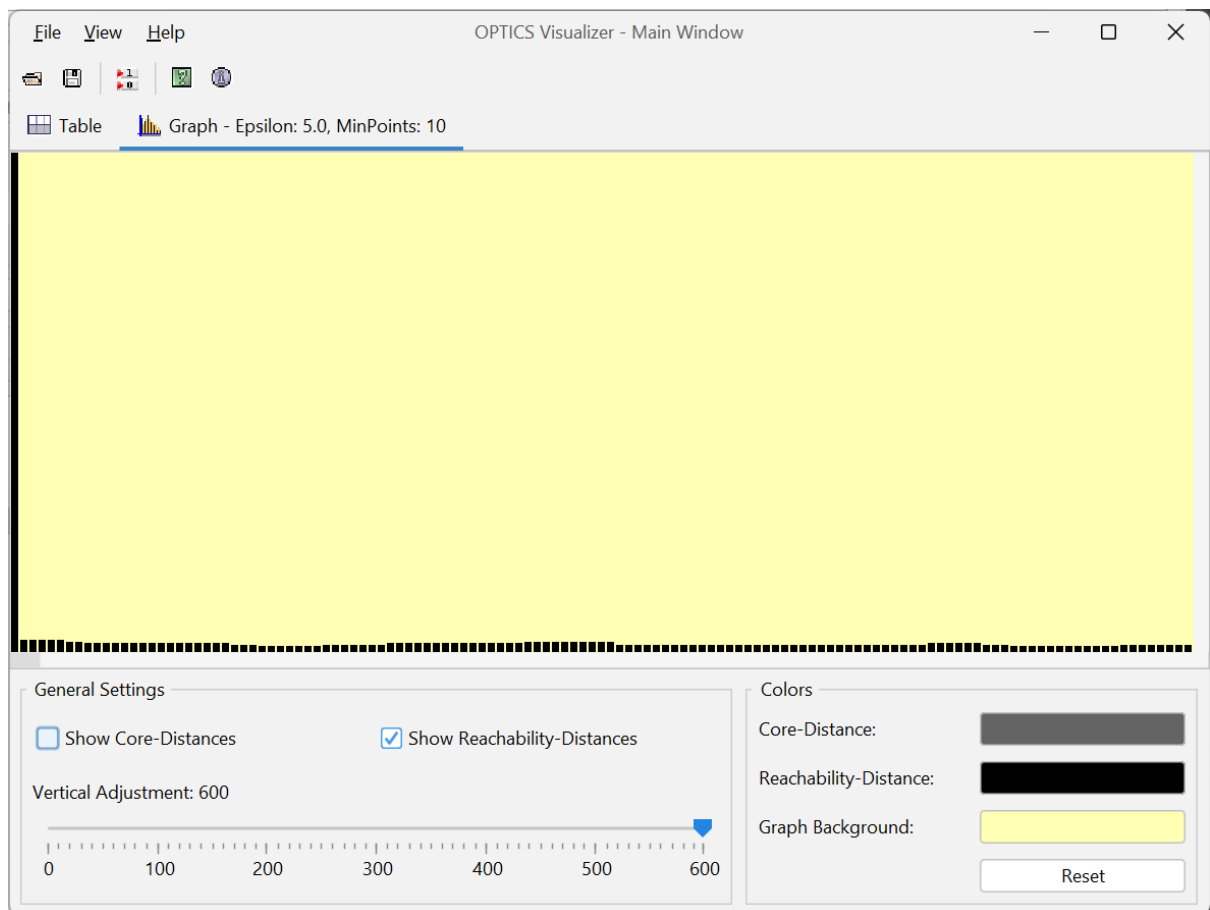 File View Help OPTICS Visualizer - Main Window
Table Graph - Epsilon: 5.0, MinPoints: 10
General Settings
Show Core-Distances Show Reachability-Distances
Vertical Adjustment: 600
0 100 200 300 400 500 600
Colors
Core-Distance:
Reachability-Distance:
Graph Background:
Reset